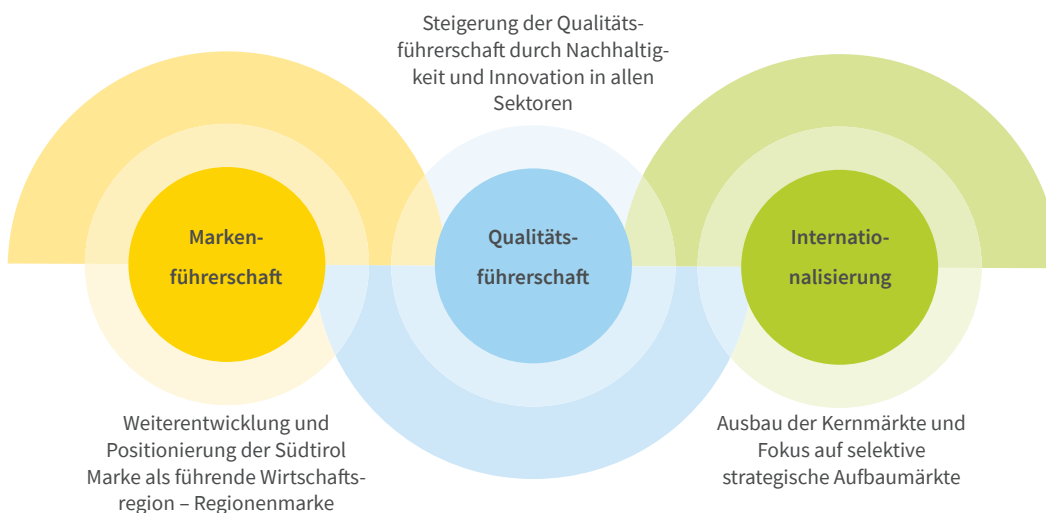 Steigerung der Qualitäts-
führerschaft durch Nachhaltig-
keit und Innovation in allen
Sektoren
Marken-
führerschaft
Qualitäts-
führerschaft
Internatio-
nalisierung
Weiterentwicklung und
Positionierung der Südtirol
Marke als führende Wirtschafts-
region – Regionenmarke
Ausbau der Kernmärkte und
Fokus auf selektive
strategische Aufbaumärkte